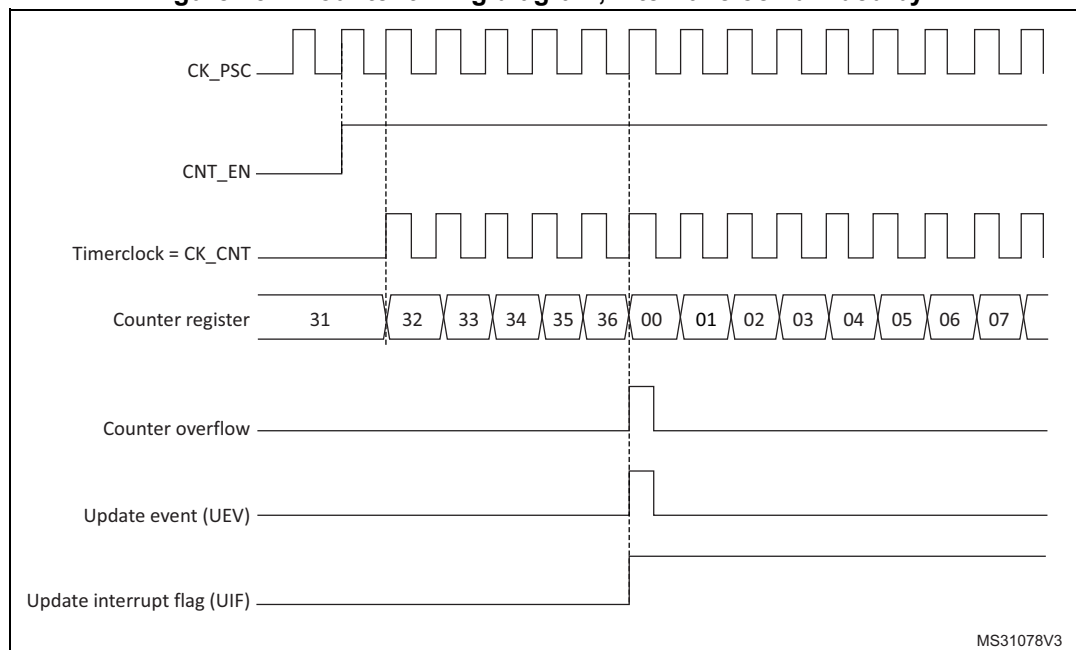 CK_PSC
CNT_EN
Timerclock = CK_CNT
Counter register 31 32 33 34 35 36 00 01 02 03 04 05 06 07
Counter overflow
Update event (UEV)
Update interrupt flag (UIF)
MS31078V3